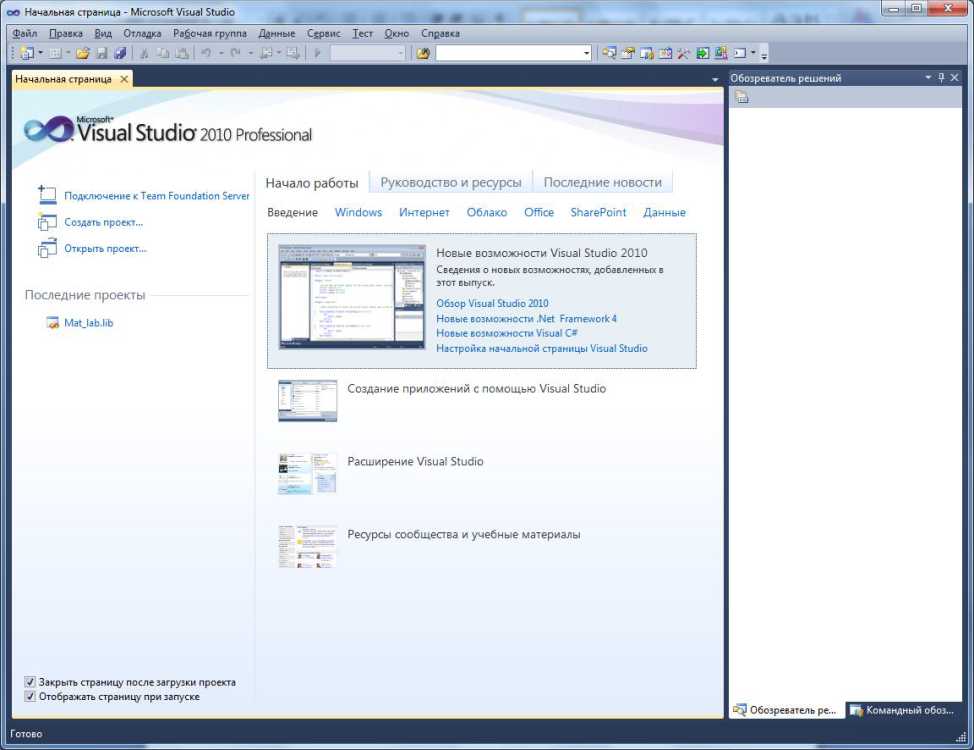 Начальная страница - Microsoft Visual Studio
Файл Правка Вид Отладка Рабочая группа Данные Сервис Тест Окно Справка
Начальная страница
Обозреватель решений
Microsoft®
Visual Studio® 2010 Professional
Подключение к Team Foundation Server
Создать проект...
Открыть проект...
Последние проекты
Mat_lab.lib
Начало работы Руководство и ресурсы Последние новости
Введение Windows Интернет Облако Office SharePoint Данные
Новые возможности Visual Studio 2010
Сведения о новых возможностях, добавленных в
этот выпуск.
Обзор Visual Studio 2010
Новые возможности .Net Framework 4
Новые возможности Visual C#
Настройка начальной страницы Visual Studio
Создание приложений с помощью Visual Studio
Расширение Visual Studio
Ресурсы сообщества и учебные материалы
Закрыть страницу после загрузки проекта
Отображать страницу при запуске
Обозреватель ре... Командный обоз...
Готово